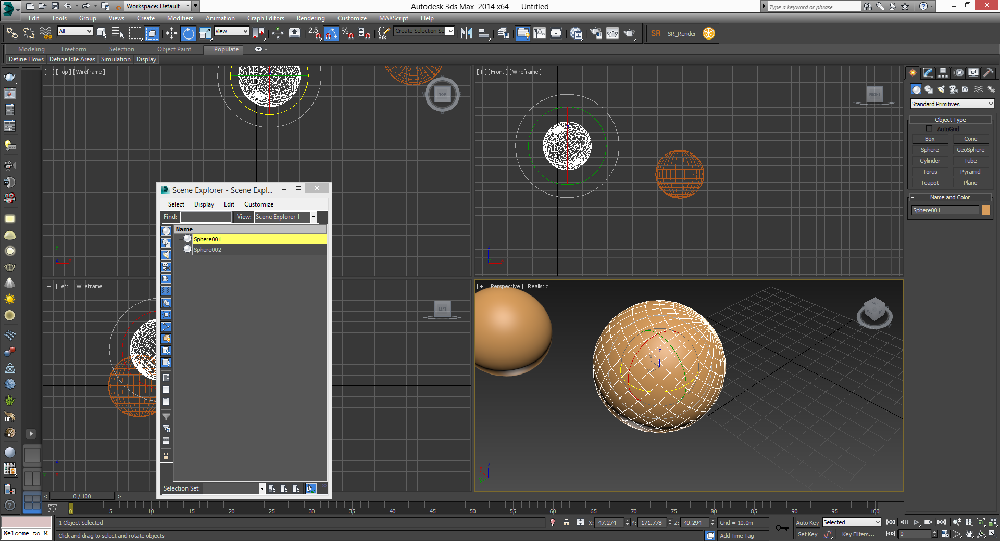 Workspace: Default
Autodesk 3ds Max 2014 x64 Untitled
Type a keyword or phrase
Edit Tools Group Views Create Modifiers Animation Graph Editors Rendering Customize MAXScript Help
All
View
2.5
%
ABC
Create Selection Se
SR SR_Render
Modeling Freeform Selection Object Paint Populate
Define Flows Define Idle Areas Simulation Display
[+] [Top] [Wireframe]
TOP
[+] [Front] [Wireframe]
FRONT
Standard Primitives
- Object Type
AutoGrid
Box Cone
Sphere GeoSphere
Cylinder Tube
Torus Pyramid
Teapot Plane
- Name and Color
Sphere001
Scene Explorer - Scene Expl...
Select Display Edit Customize
Find: View: Scene Explorer 1
Name
Sphere001
Sphere002
Selection Set:
[+] [Left] [Wireframe]
LEFT
[+] [Perspective] [Realistic]
z
x
y
HF
Ox
< 0 / 100 >
0 5 10 15 20 25 30 35 40 45 50 55 60 65 70 75 80 85 90 95 100
1 Object Selected
X: -47.274 Y: -171.778 Z: -40.294 Grid = 10.0m
Auto Key Selected
Welcome to M
Click and drag to select and rotate objects
Add Time Tag
Set Key Key Filters...
0